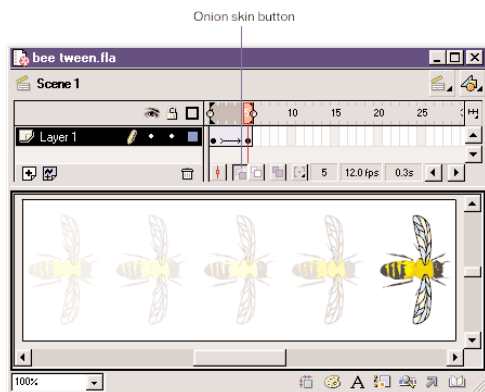 Onion skin button
bee tween.fla
Scene 1
5 10 15 20 25
Layer 1
5 12.0 fps 0.3s
100%
A